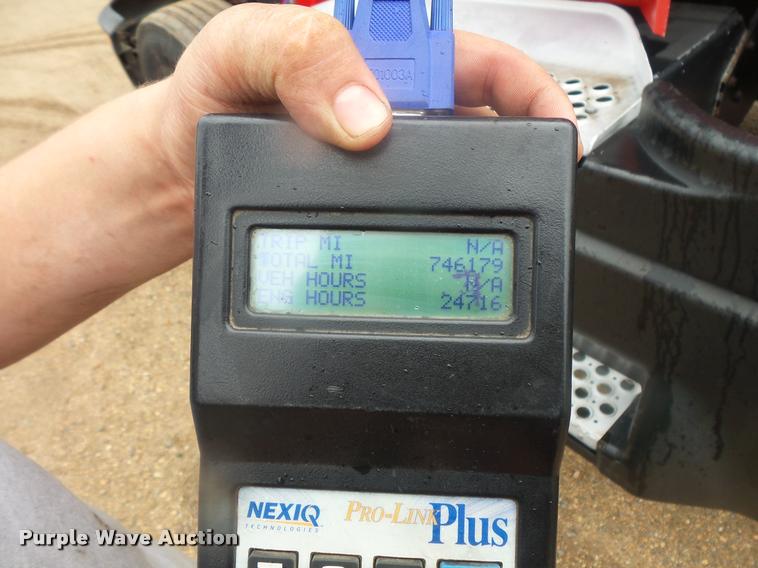 TRIP MI N/A
TOTAL MI 746179
VEH HOURS N/A
ENG HOURS 24716
NEXIQ PRO-LINK Plus
TECHNOLOGIES
Purple Wave Auction